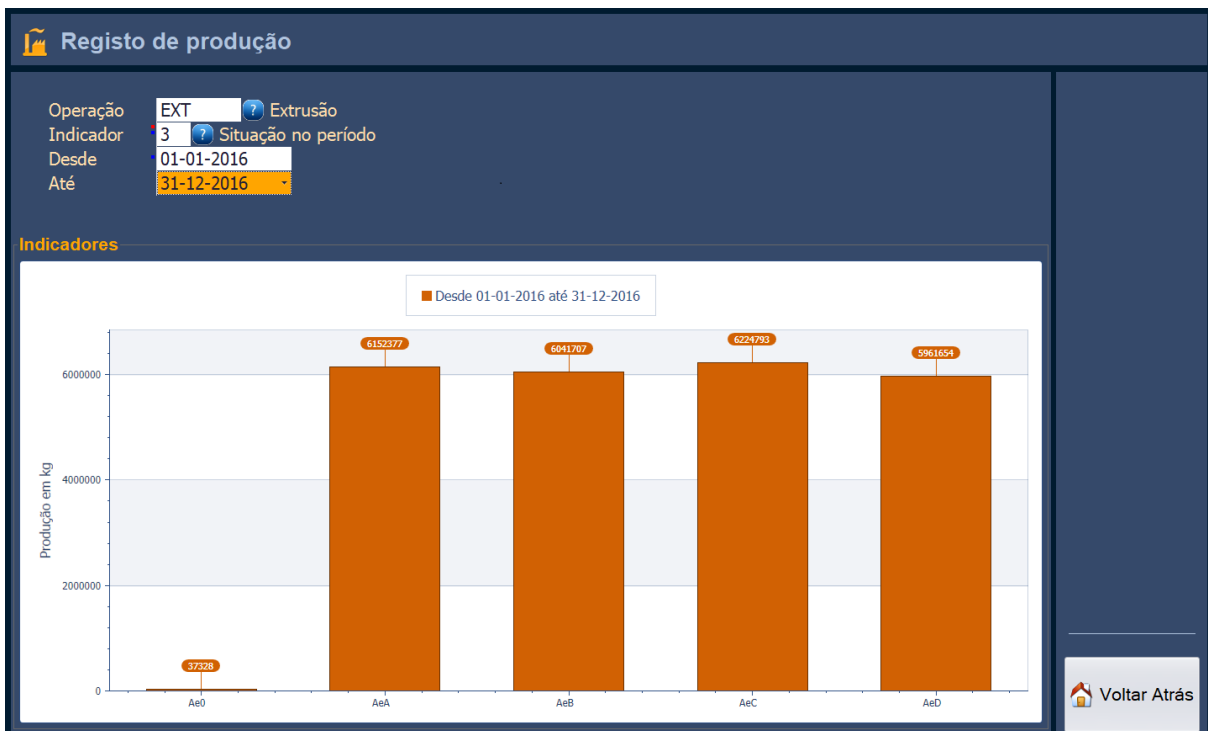 Registo de produção
Operação EXT ? Extrusão
Indicador 3 ? Situação no período
Desde 01-01-2016
Até 31-12-2016
Indicadores
Desde 01-01-2016 até 31-12-2016
6152377 6041707 6224793 5961654
6000000
4000000
2000000
37328
0
Produção em kg
Ae0 AeA AeB AeC AeD
Voltar Atrás